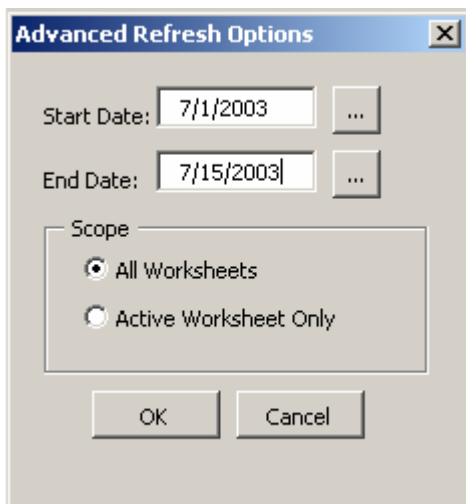 Advanced Refresh Options
Start Date: 7/1/2003 ...
End Date: 7/15/2003 ...
Scope
All Worksheets
Active Worksheet Only
OK Cancel